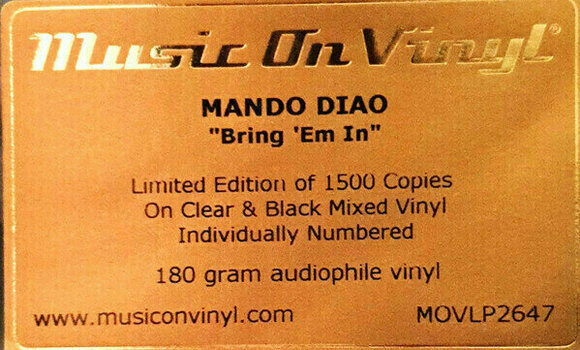 Music On Vinyl®
MANDO DIAO
"Bring 'Em In"
Limited Edition of 1500 Copies
On Clear & Black Mixed Vinyl
Individually Numbered
180 gram audiophile vinyl
www.musiconvinyl.com MOVLP2647